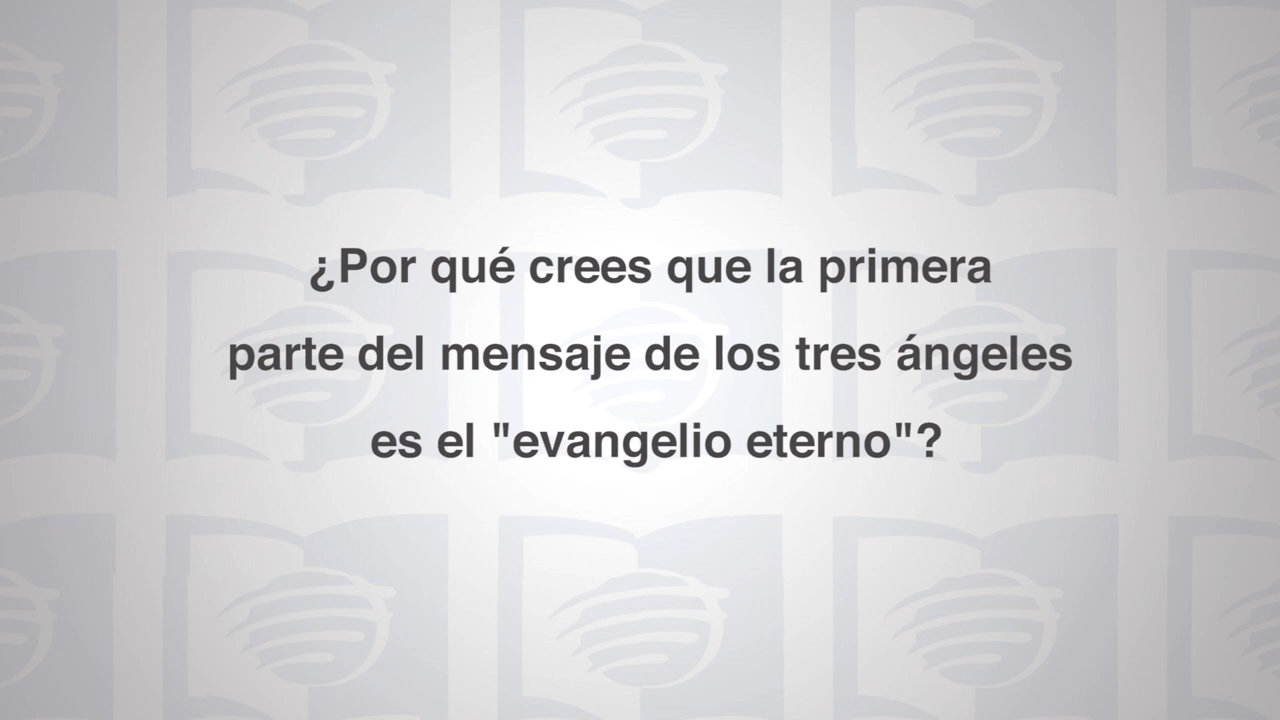 ¿Por qué crees que la primera
parte del mensaje de los tres ángeles
es el "evangelio eterno"?